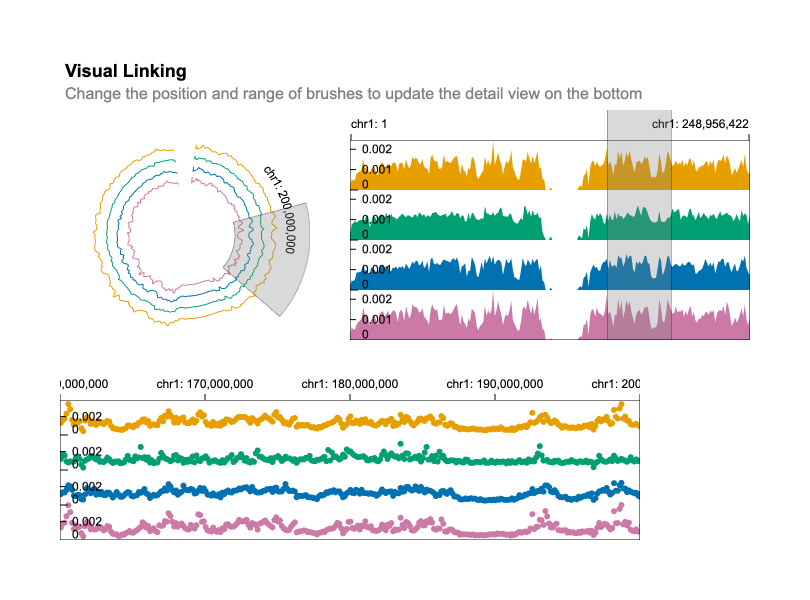 Visual Linking
Change the position and range of brushes to update the detail view on the bottom
chr1: 200,000,000
chr1: 1
chr1: 248,956,422
0.002
0.001
0
0.002
0.001
0
0.002
0.001
0
0.002
0.001
0
0,000,000
chr1: 170,000,000
chr1: 180,000,000
chr1: 190,000,000
chr1: 200
0.002
0
0.002
0
0.002
0
0.002
0